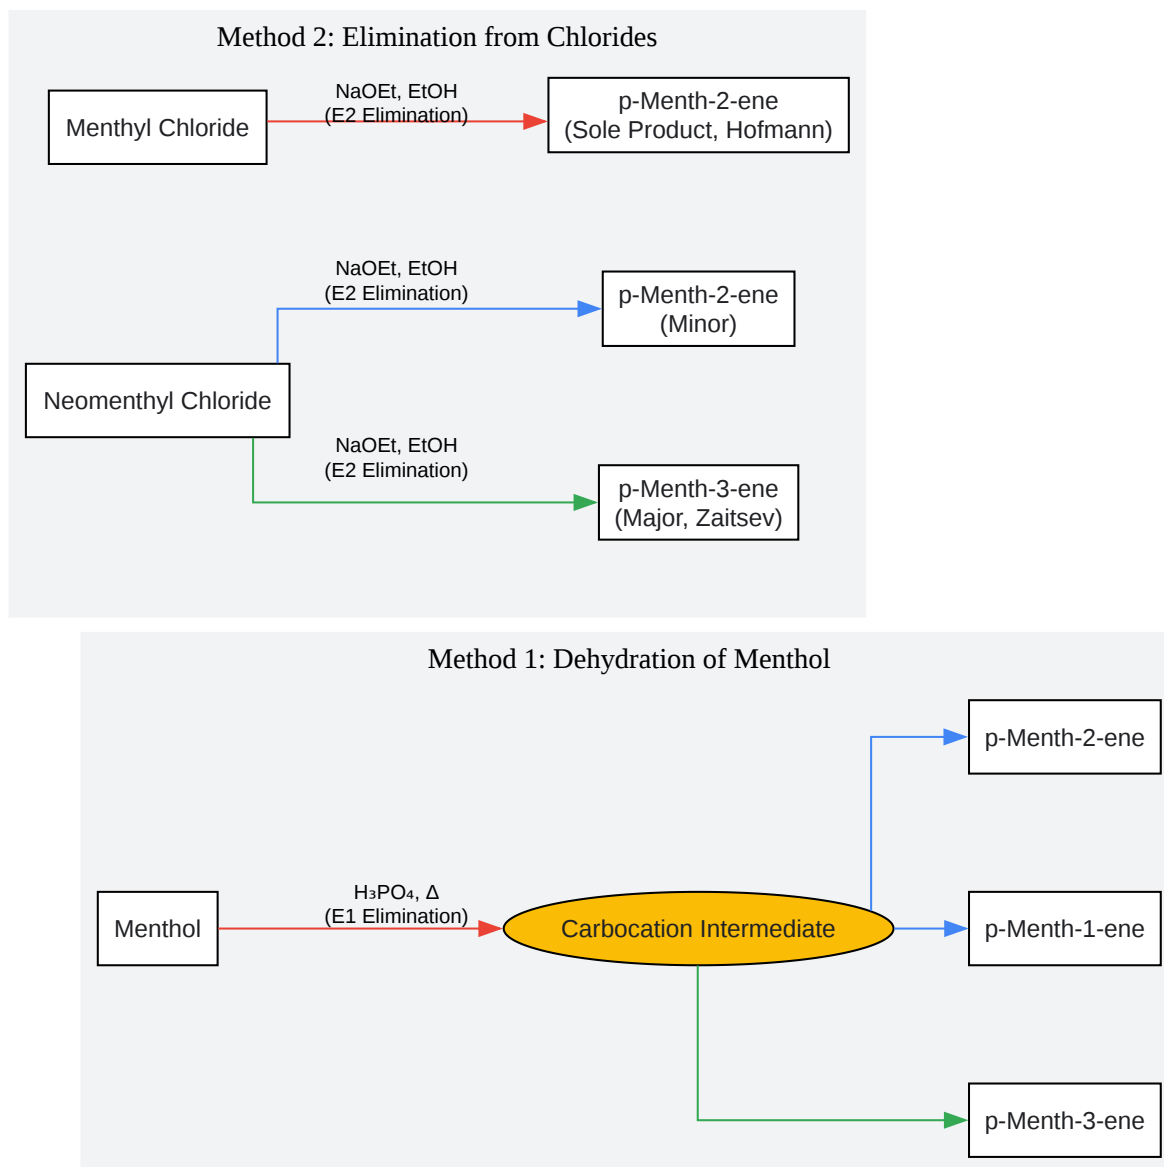 Method 2: Elimination from Chlorides
Menthyl Chloride
NaOEt, EtOH
(E2 Elimination)
p-Menth-2-ene
(Sole Product, Hofmann)
NaOEt, EtOH
(E2 Elimination)
p-Menth-2-ene
(Minor)
Neomenthyl Chloride
NaOEt, EtOH
(E2 Elimination)
p-Menth-3-ene
(Major, Zaitsev)
Method 1: Dehydration of Menthol
p-Menth-2-ene
Menthol
H₃PO₄, Δ
(E1 Elimination)
Carbocation Intermediate
p-Menth-1-ene
p-Menth-3-ene